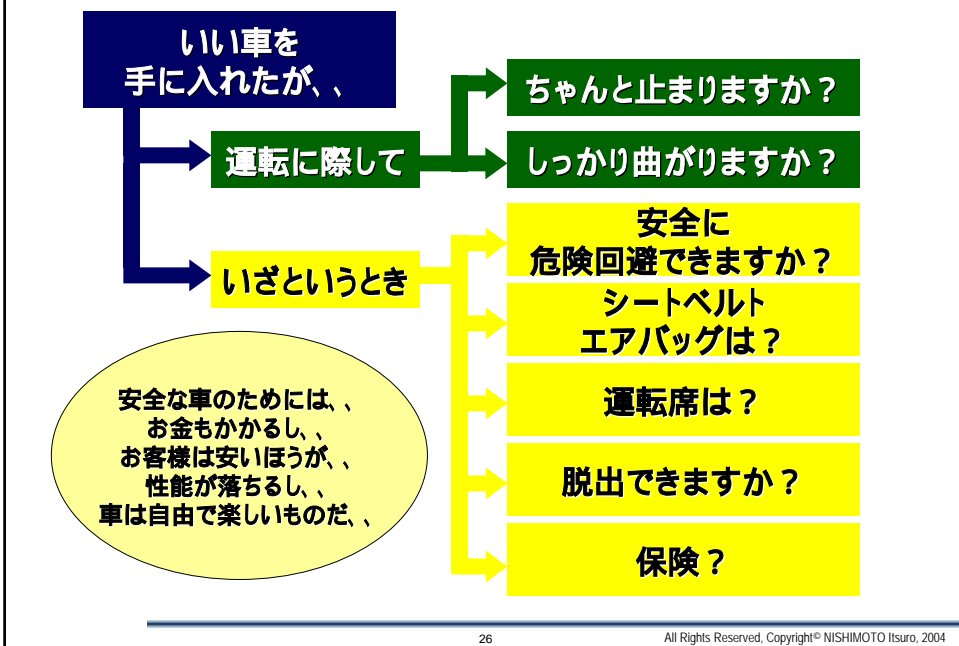 いい車を
手に入れたが、、
運転に際して
ちゃんと止まりますか？
しっかり曲がりますか？
いざというとき
安全に
危険回避できますか？
シートベルト
エアバッグは？
運転席は？
脱出できますか？
保険？
安全な車のためには、、
お金もかかるし、、
お客様は安いほうが、、
性能が落ちるし、、
車は自由で楽しいものだ、、
26
All Rights Reserved, Copyright© NISHIMOTO Itsuro, 2004